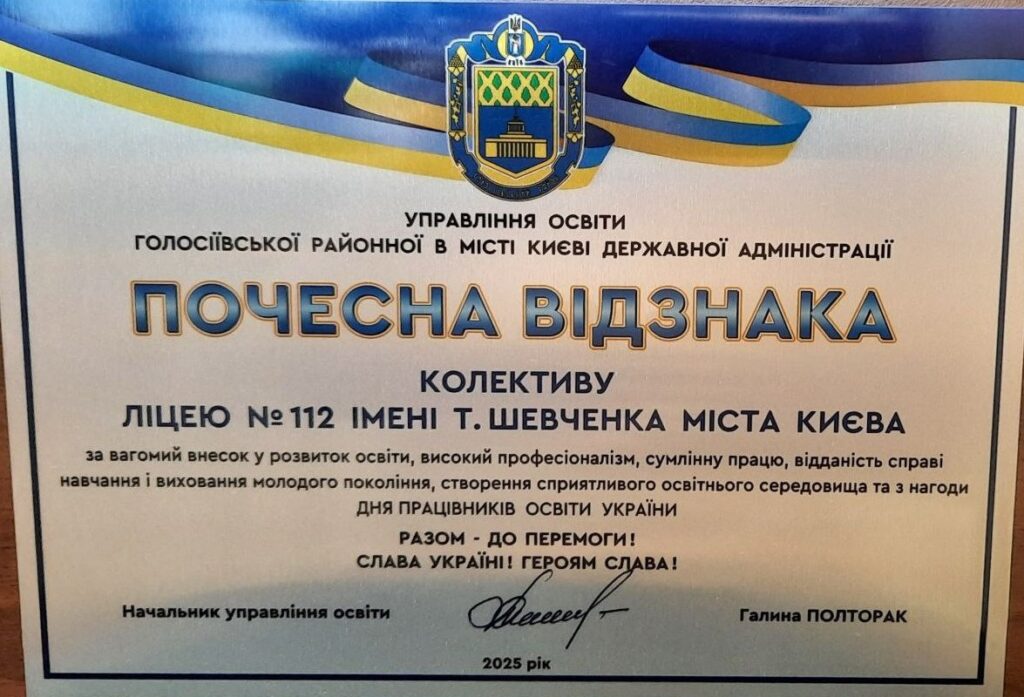 УПРАВЛІННЯ ОСВІТИ
ГОЛОСІЇВСЬКОЇ РАЙОННОЇ В МІСТІ КИЄВІ ДЕРЖАВНОЇ АДМІНІСТРАЦІЇ
ПОЧЕСНА ВІДЗНАКА
КОЛЕКТИВУ
ЛІЦЕЮ №112 ІМЕНІ Т. ШЕВЧЕНКА МІСТА КИЄВА
за вагомий внесок у розвиток освіти, високий професіоналізм, сумлінну працю, відданість справі
навчання і виховання молодого покоління, створення сприятливого освітнього середовища та з нагоди
ДНЯ ПРАЦІВНИКІВ ОСВІТИ УКРАЇНИ
РАЗОМ - ДО ПЕРЕМОГИ!
СЛАВА УКРАЇНІ! ГЕРОЯМ СЛАВА!
Начальник управління освіти
Галина ПОЛТОРАК
2025 рік